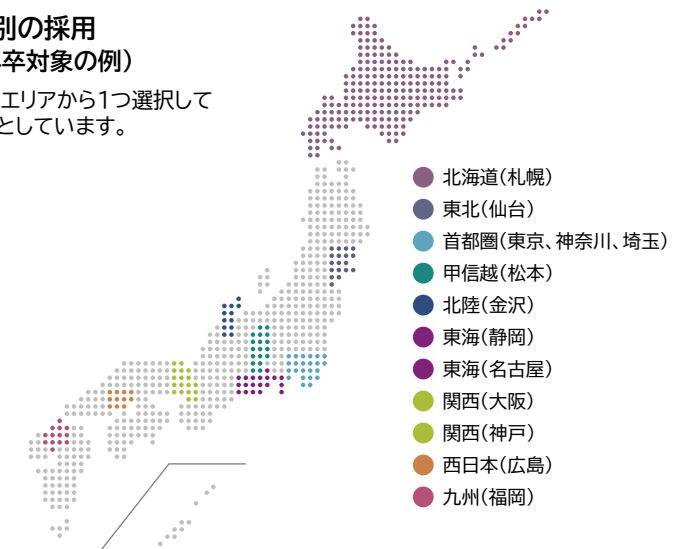 別の採用
卒対象の例）
エリアから1つ選択して
としています。
北海道（札幌）
東北（仙台）
首都圏（東京、神奈川、埼玉）
甲信越（松本）
北陸（金沢）
東海（静岡）
東海（名古屋）
関西（大阪）
関西（神戸）
西日本（広島）
九州（福岡）